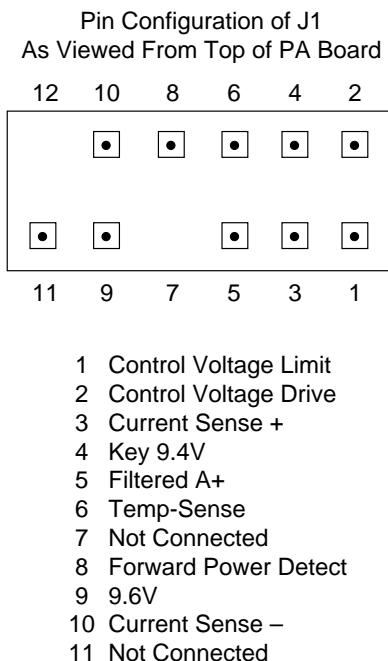 Pin Configuration of J1
As Viewed From Top of PA Board
12 10 8 6 4 2
11 9 7 5 3 1
1 Control Voltage Limit
2 Control Voltage Drive
3 Current Sense +
4 Key 9.4V
5 Filtered A+
6 Temp-Sense
7 Not Connected
8 Forward Power Detect
9 9.6V
10 Current Sense –
11 Not Connected